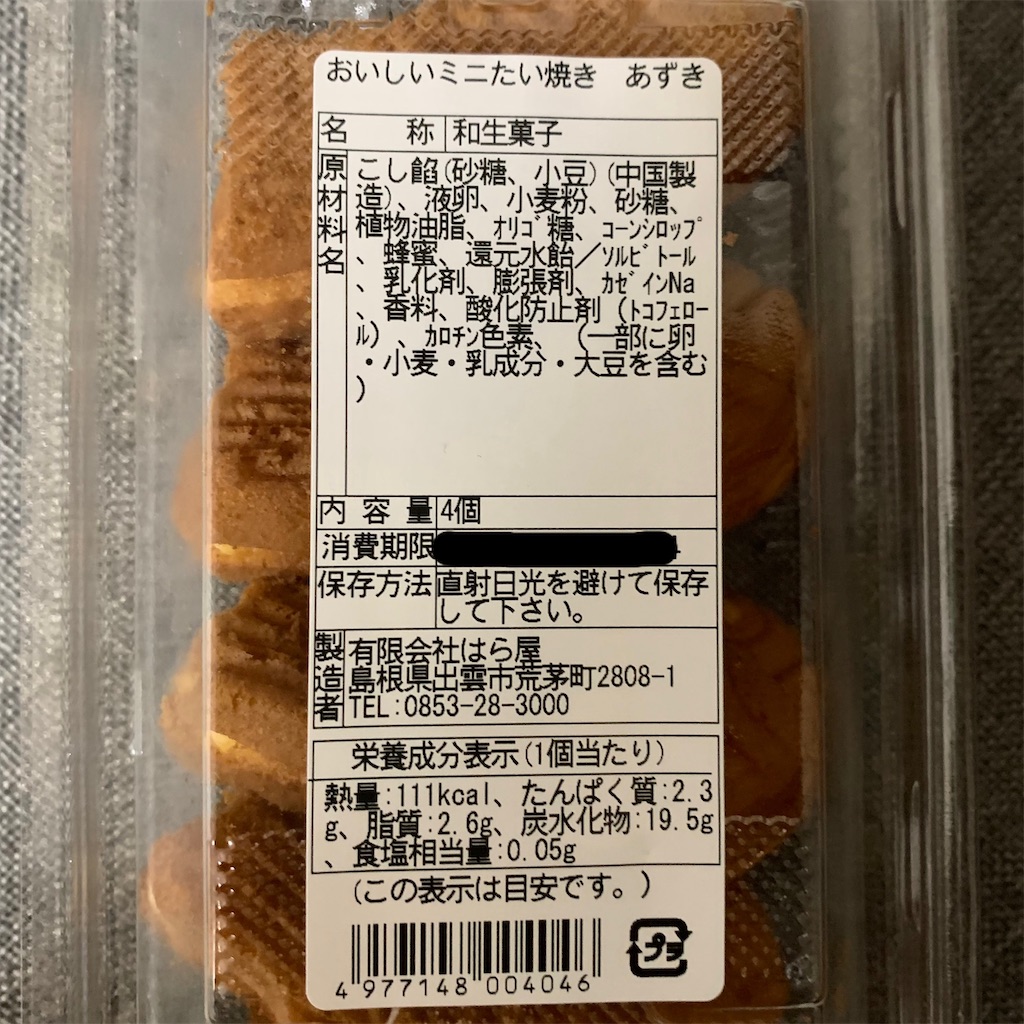 おいしいミニたい焼き　あずき
名　　称 和生菓子
原材料名
こし餡(砂糖、小豆)(中国製
造)、液卵、小麦粉、砂糖、
植物油脂、ｵﾘｺﾞ糖、ｺｰﾝｼﾛｯﾌﾟ
、蜂蜜、還元水飴／ｿﾙﾋﾞﾄｰﾙ
、乳化剤、膨張剤、ｶｾﾞｲﾝNa
、香料、酸化防止剤（ﾄｺﾌｪﾛｰ
ﾙ）、ｶﾛﾁﾝ色素、（一部に卵
・小麦・乳成分・大豆を含む
）
内容量 4個
消費期限
保存方法 直射日光を避けて保存
して下さい。
製造者
有限会社はら屋
島根県出雲市荒茅町2808-1
TEL:0853-28-3000
栄養成分表示(1個当たり)
熱量:111kcal、たんぱく質:2.3
g、脂質:2.6g、炭水化物:19.5g
、食塩相当量:0.05g
(この表示は目安です。)
4 977148 004046
プラ